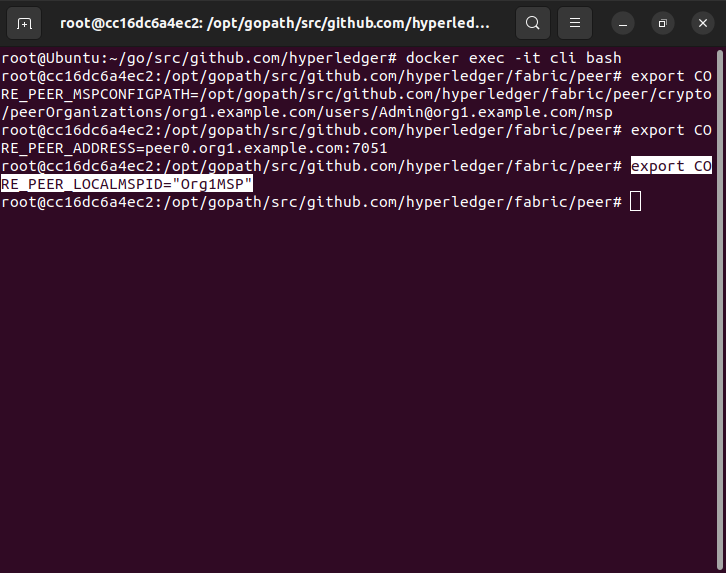 root@cc16dc6a4ec2: /opt/gopath/src/github.com/hyperled...
root@Ubuntu:~/go/src/github.com/hyperledger# docker exec -it cli bash
root@cc16dc6a4ec2:/opt/gopath/src/github.com/hyperledger/fabric/peer# export CO
RE_PEER_MSPCONFIGPATH=/opt/gopath/src/github.com/hyperledger/fabric/peer/crypto
/peerOrganizations/org1.example.com/users/Admin@org1.example.com/msp
root@cc16dc6a4ec2:/opt/gopath/src/github.com/hyperledger/fabric/peer# export CO
RE_PEER_ADDRESS=peer0.org1.example.com:7051
root@cc16dc6a4ec2:/opt/gopath/src/github.com/hyperledger/fabric/peer# export CO
RE_PEER_LOCALMSPID="Org1MSP"
root@cc16dc6a4ec2:/opt/gopath/src/github.com/hyperledger/fabric/peer#